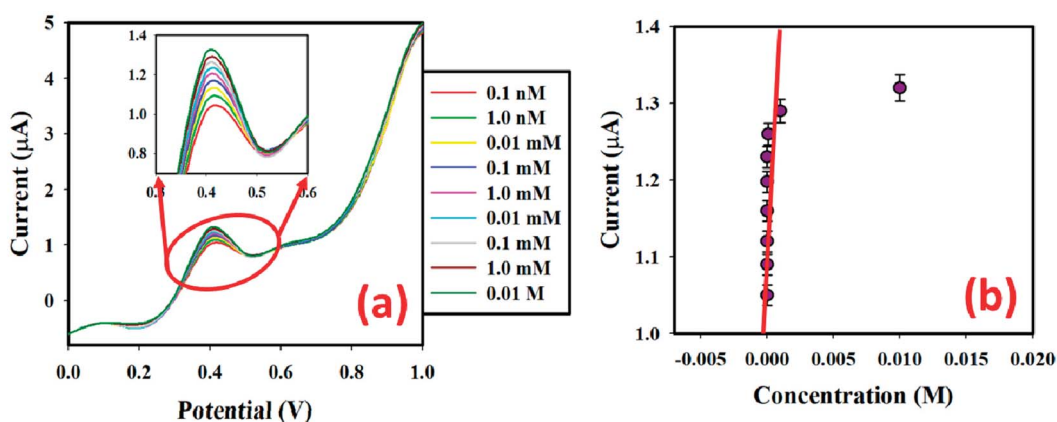 5
4
3
2
1
0
Current (µA)
1.4
1.2
1.0
0.8
0.3
0.4
0.5
0.6
0.0 0.2 0.4 0.6 0.8 1.0
Potential (V)
(a)
0.1 nM
1.0 nM
0.01 mM
0.1 mM
1.0 mM
0.01 mM
0.1 mM
1.0 mM
0.01 M
1.4
1.3
1.2
1.1
1.0
Current (µA)
-0.005 0.000 0.005 0.010 0.015 0.020
Concentration (M)
(b)